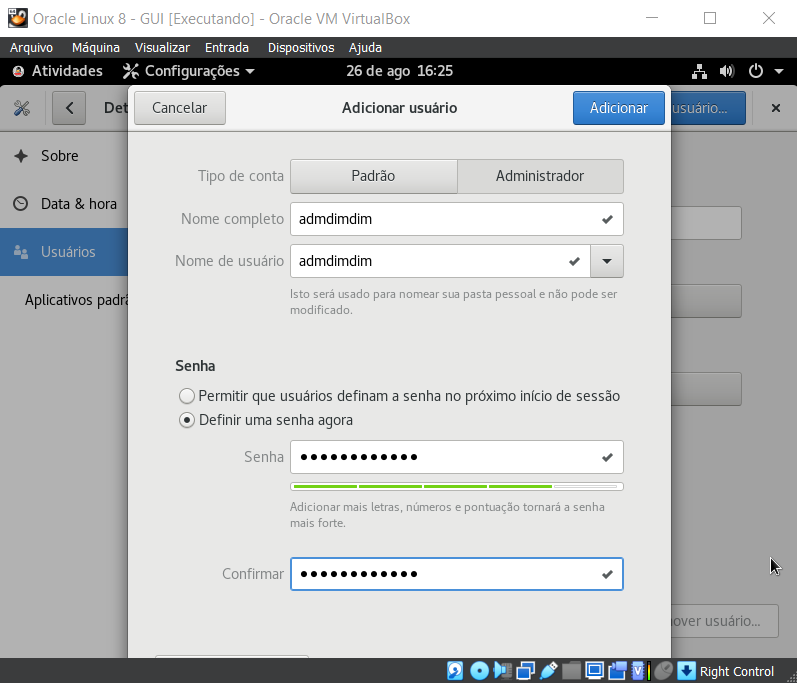 Oracle Linux 8 - GUI [Executando] - Oracle VM VirtualBox
Arquivo Máquina Visualizar Entrada Dispositivos Ajuda
Atividades Configurações 26 de ago 16:25
Det Cancelar Adicionar usuário Adicionar usuário...
Sobre
Data & hora
Usuários
Aplicativos padrã
Tipo de conta Padrão Administrador
Nome completo admdimdim
Nome de usuário admdimdim
Isto será usado para nomear sua pasta pessoal e não pode ser
modificado.
Senha
Permitir que usuários definam a senha no próximo início de sessão
Definir uma senha agora
Senha ●●●●●●●●●●●●
Adicionar mais letras, números e pontuação tornará a senha
mais forte.
Confirmar ●●●●●●●●●●●●
over usuário...
Right Control